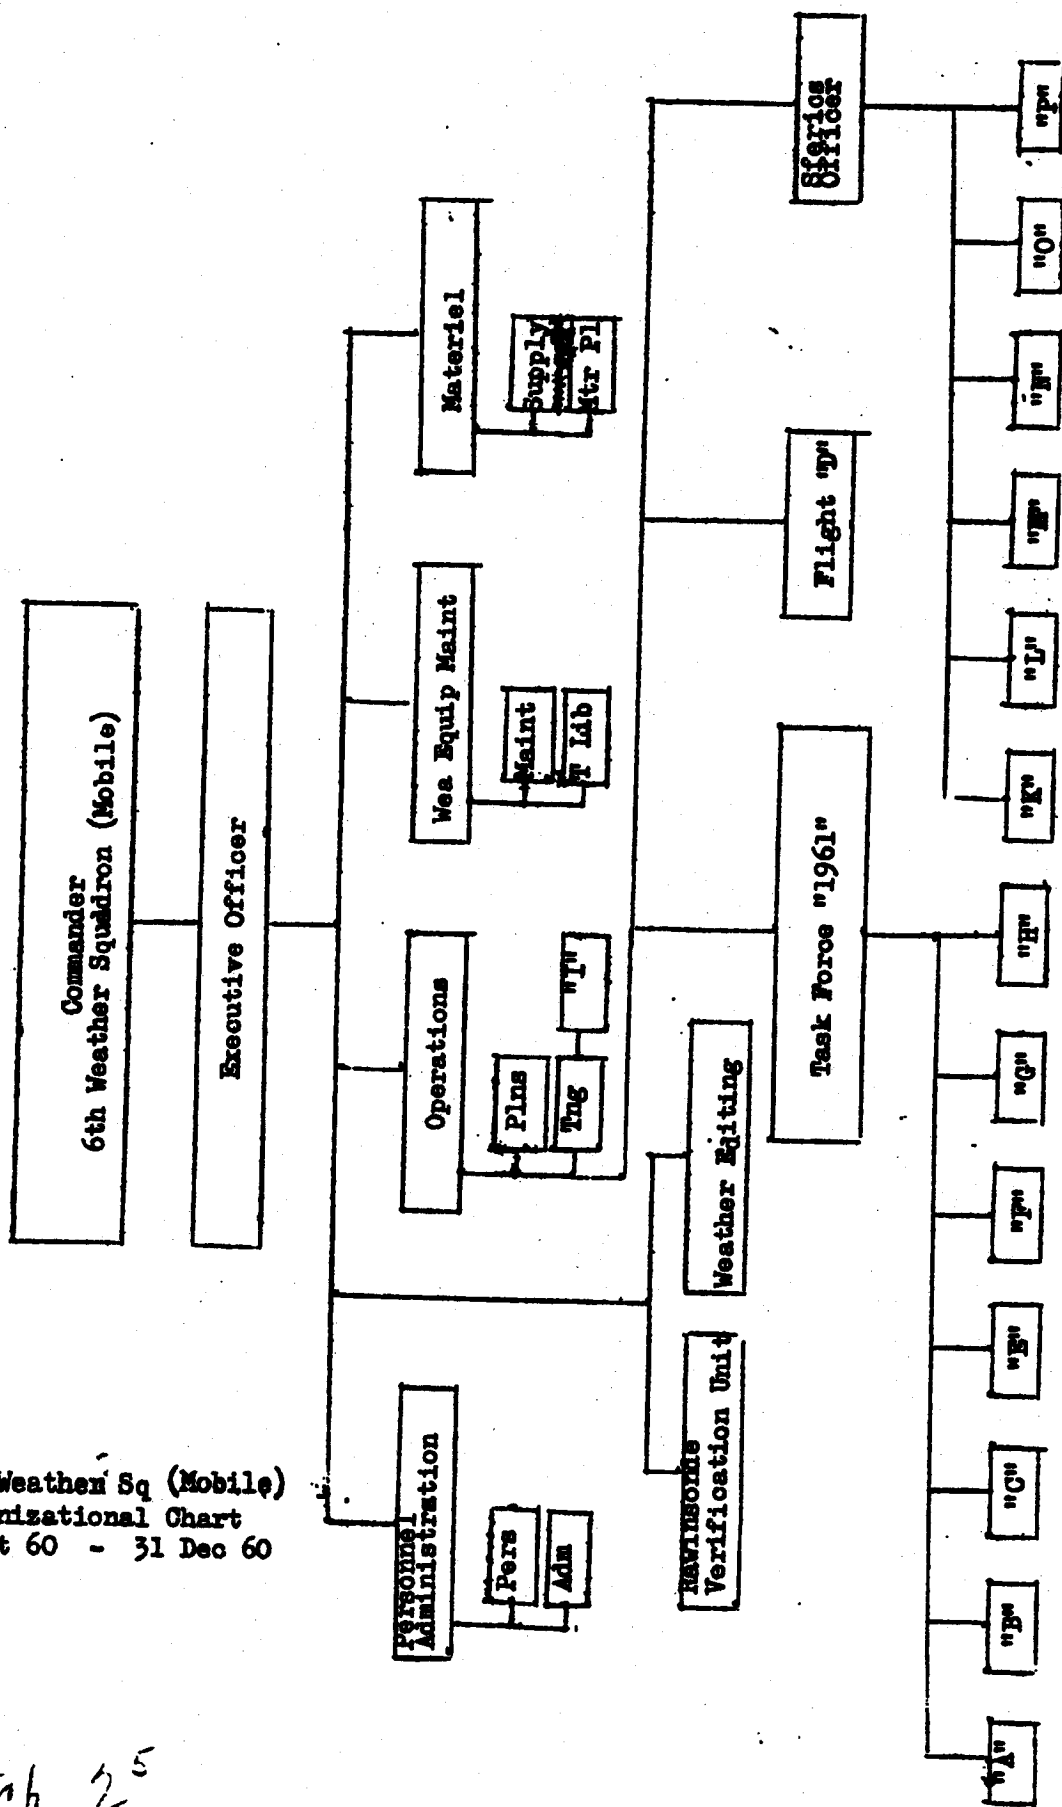 Commander
6th Weather Squadron (Mobile)
Executive Officer
Personnel
Administration
Operations
Wea Equip Maint
Materiel
Pers
Adm
Plns
Tng
"I"
Maint
T Lib
Supply
Mtr Pl
Rawinsonde
Verification Unit
Weather Editing
Task Force "1961"
Flight "D"
Sferics
Officer
"A"
"B"
"C"
"E"
"F"
"G"
"H"
"K"
"L"
"M"
"N"
"O"
"P"
Weather Sq (Mobile)
nizational Chart
t 60 - 31 Dec 60